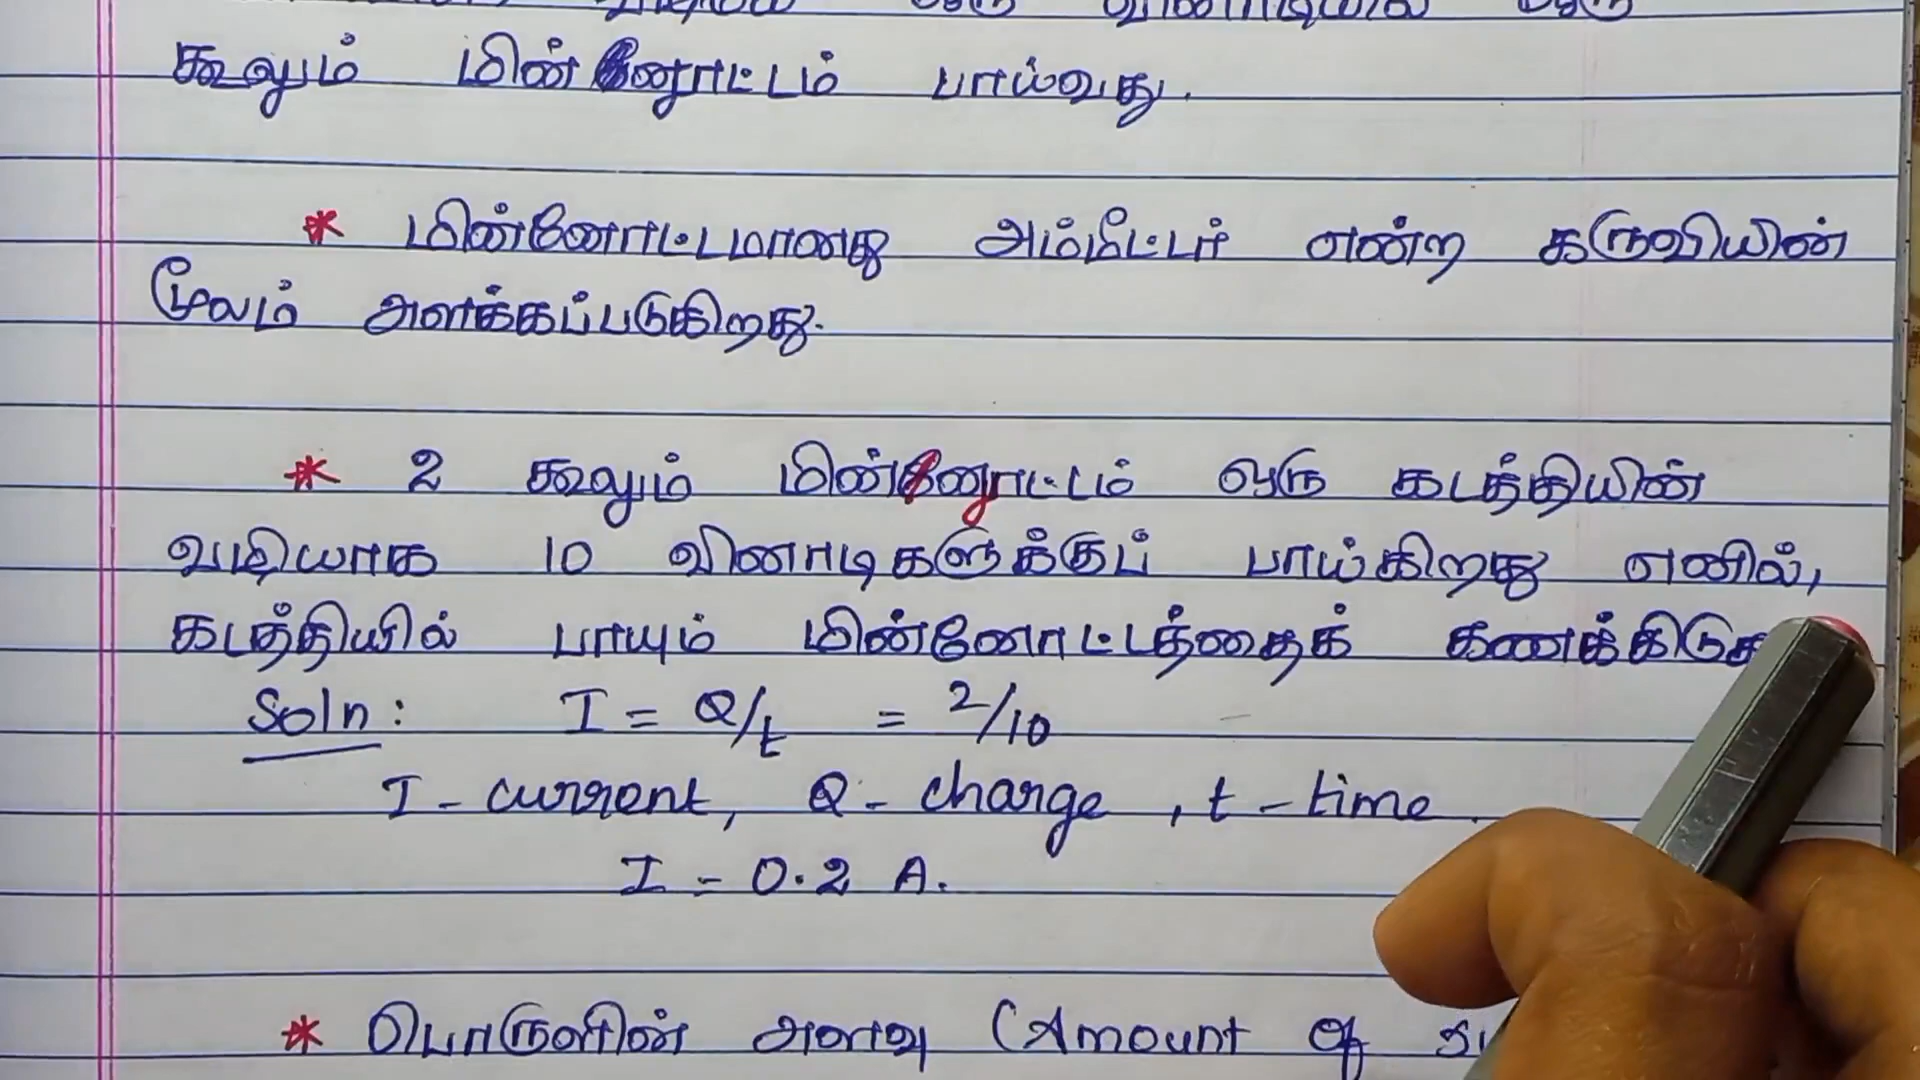 கூலும் மின்னூட்டம் பாய்வது.
* மின்னோட்டமானது அம்மீட்டர் என்ற கருவியின்
மூலம் அளக்கப்படுகிறது.
* 2 கூலும் மின்னூட்டம் ஒரு கடத்தியின்
வழியாக 10 வினாடிகளுக்குப் பாய்கிறது எனில்,
கடத்தியில் பாயும் மின்னோட்டத்தைக்
Soln : I = Q/t = 2/10
I - current, Q - charge, t - time.
I = 0.2 A.
* பொருளின் அளவு (Amount of